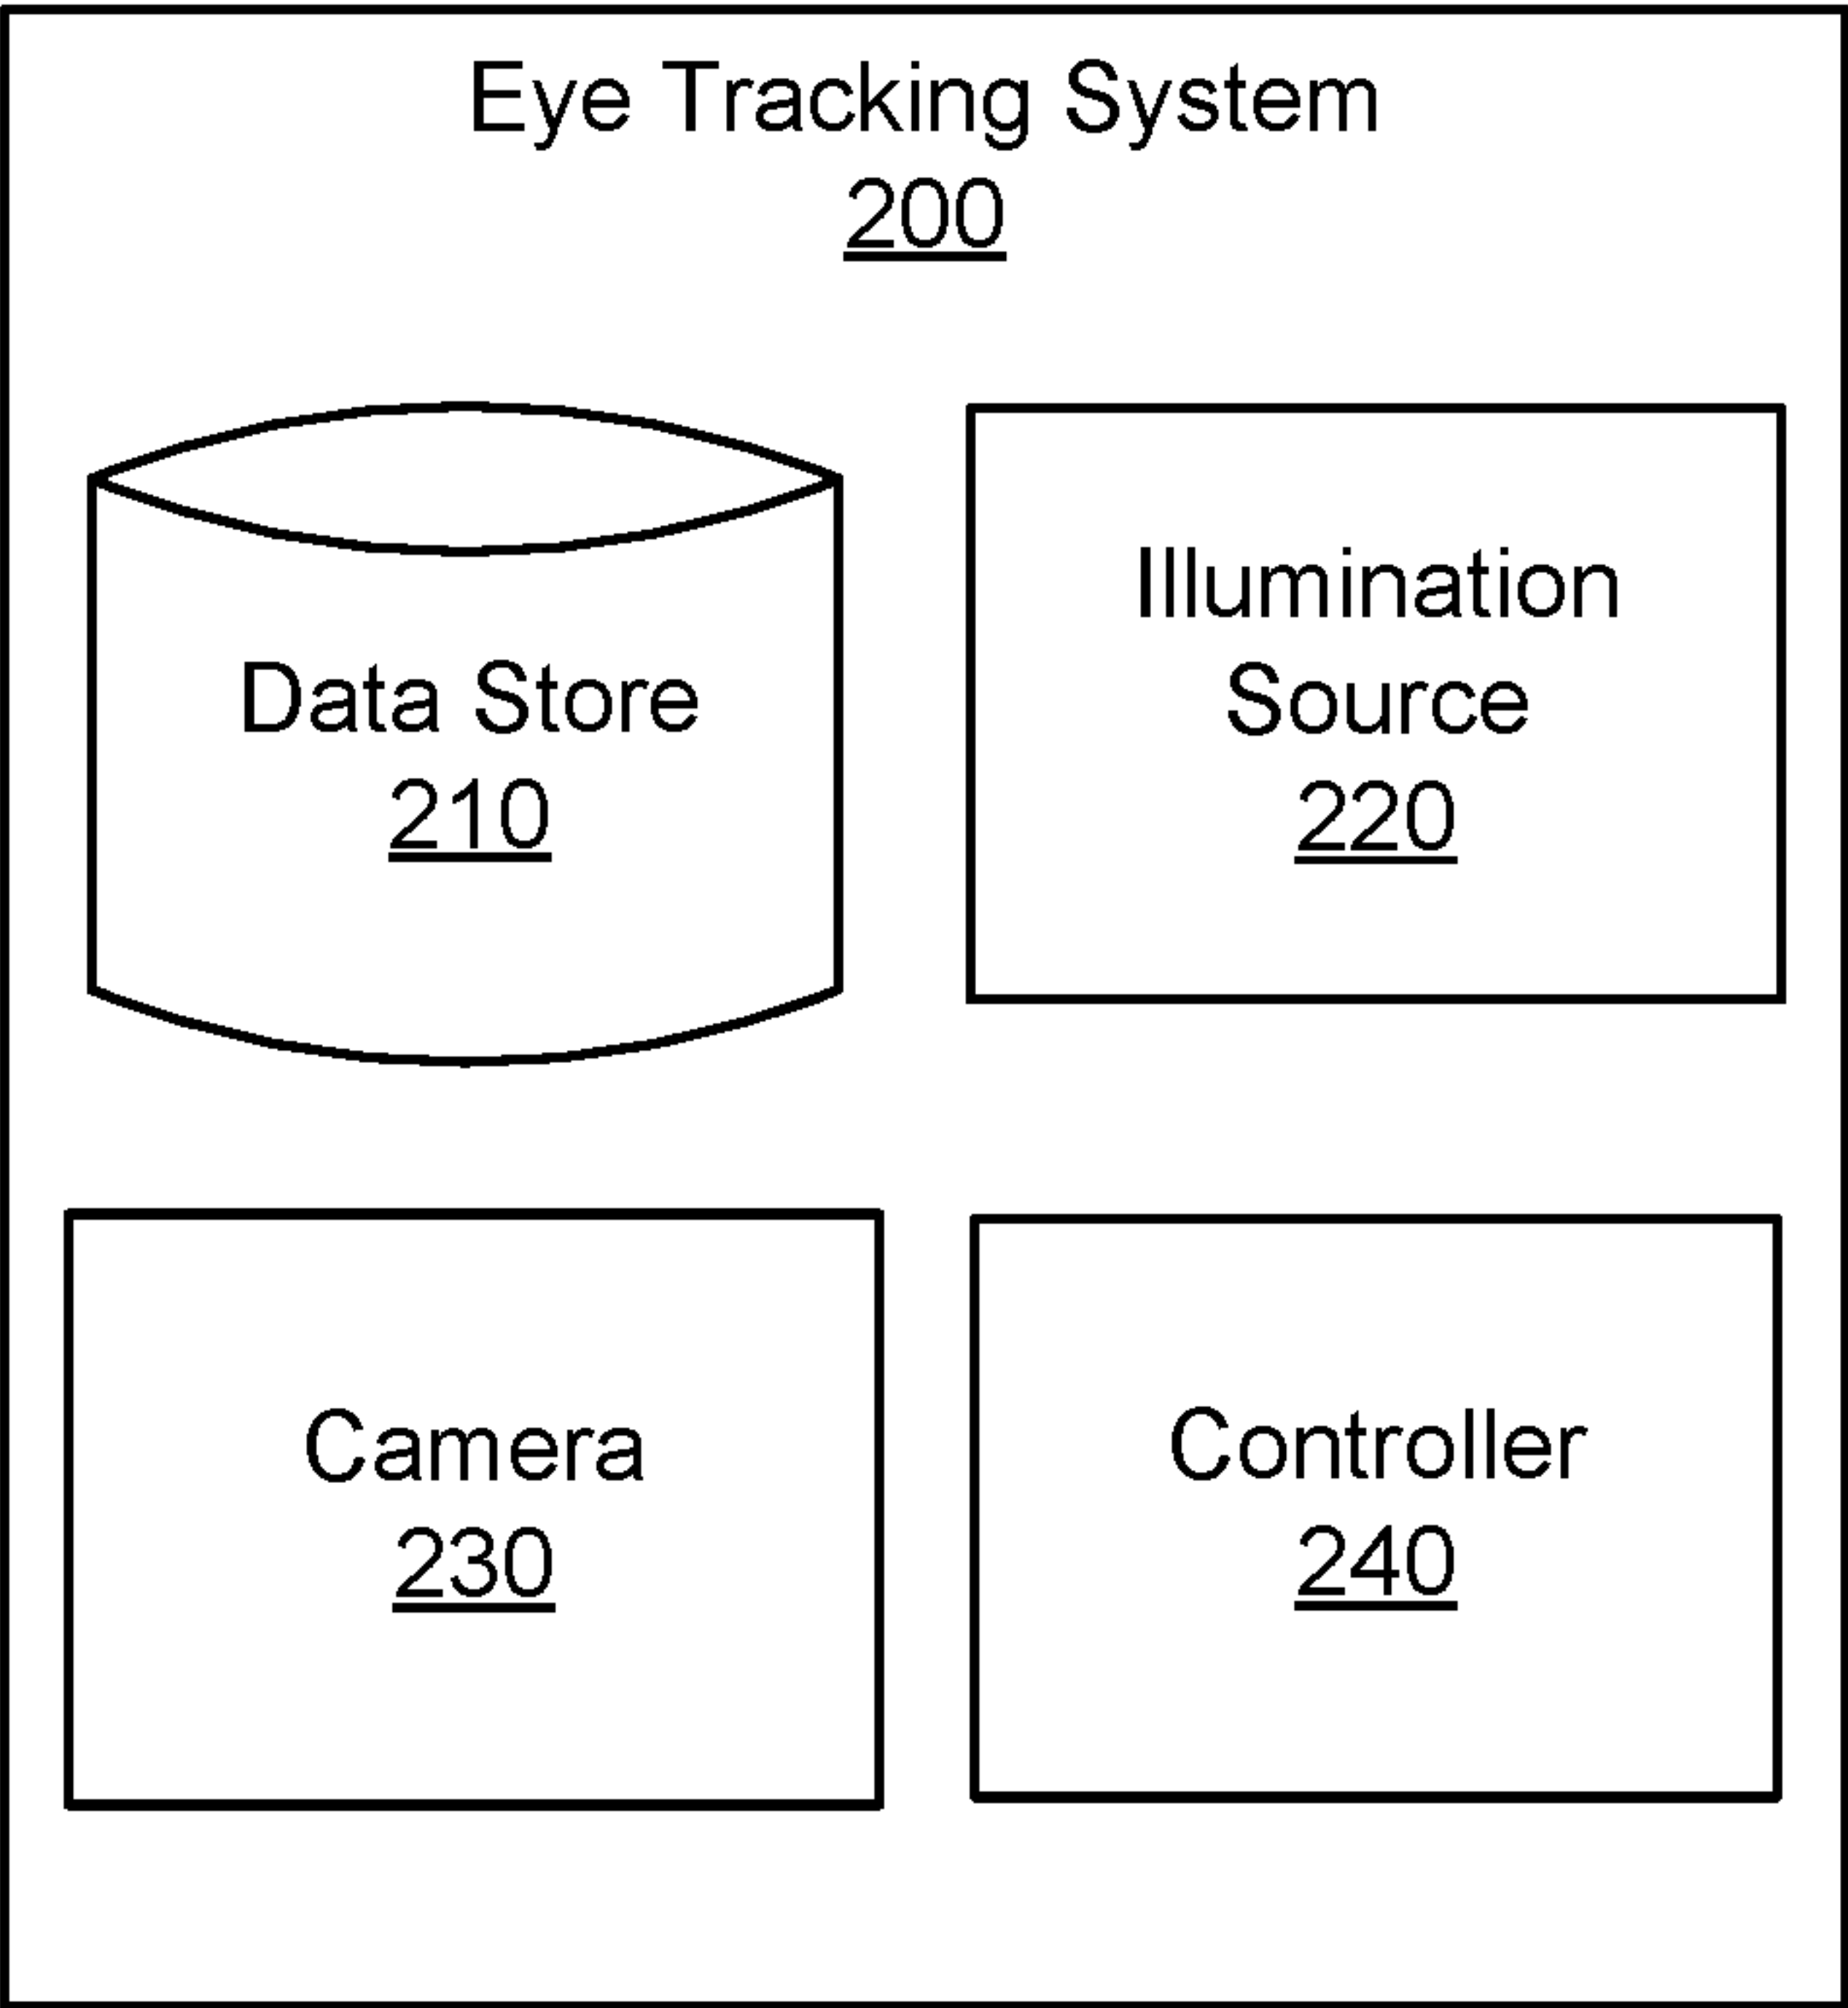 Eye Tracking System
200
Data Store
210
Illumination
Source
220
Camera
230
Controller
240